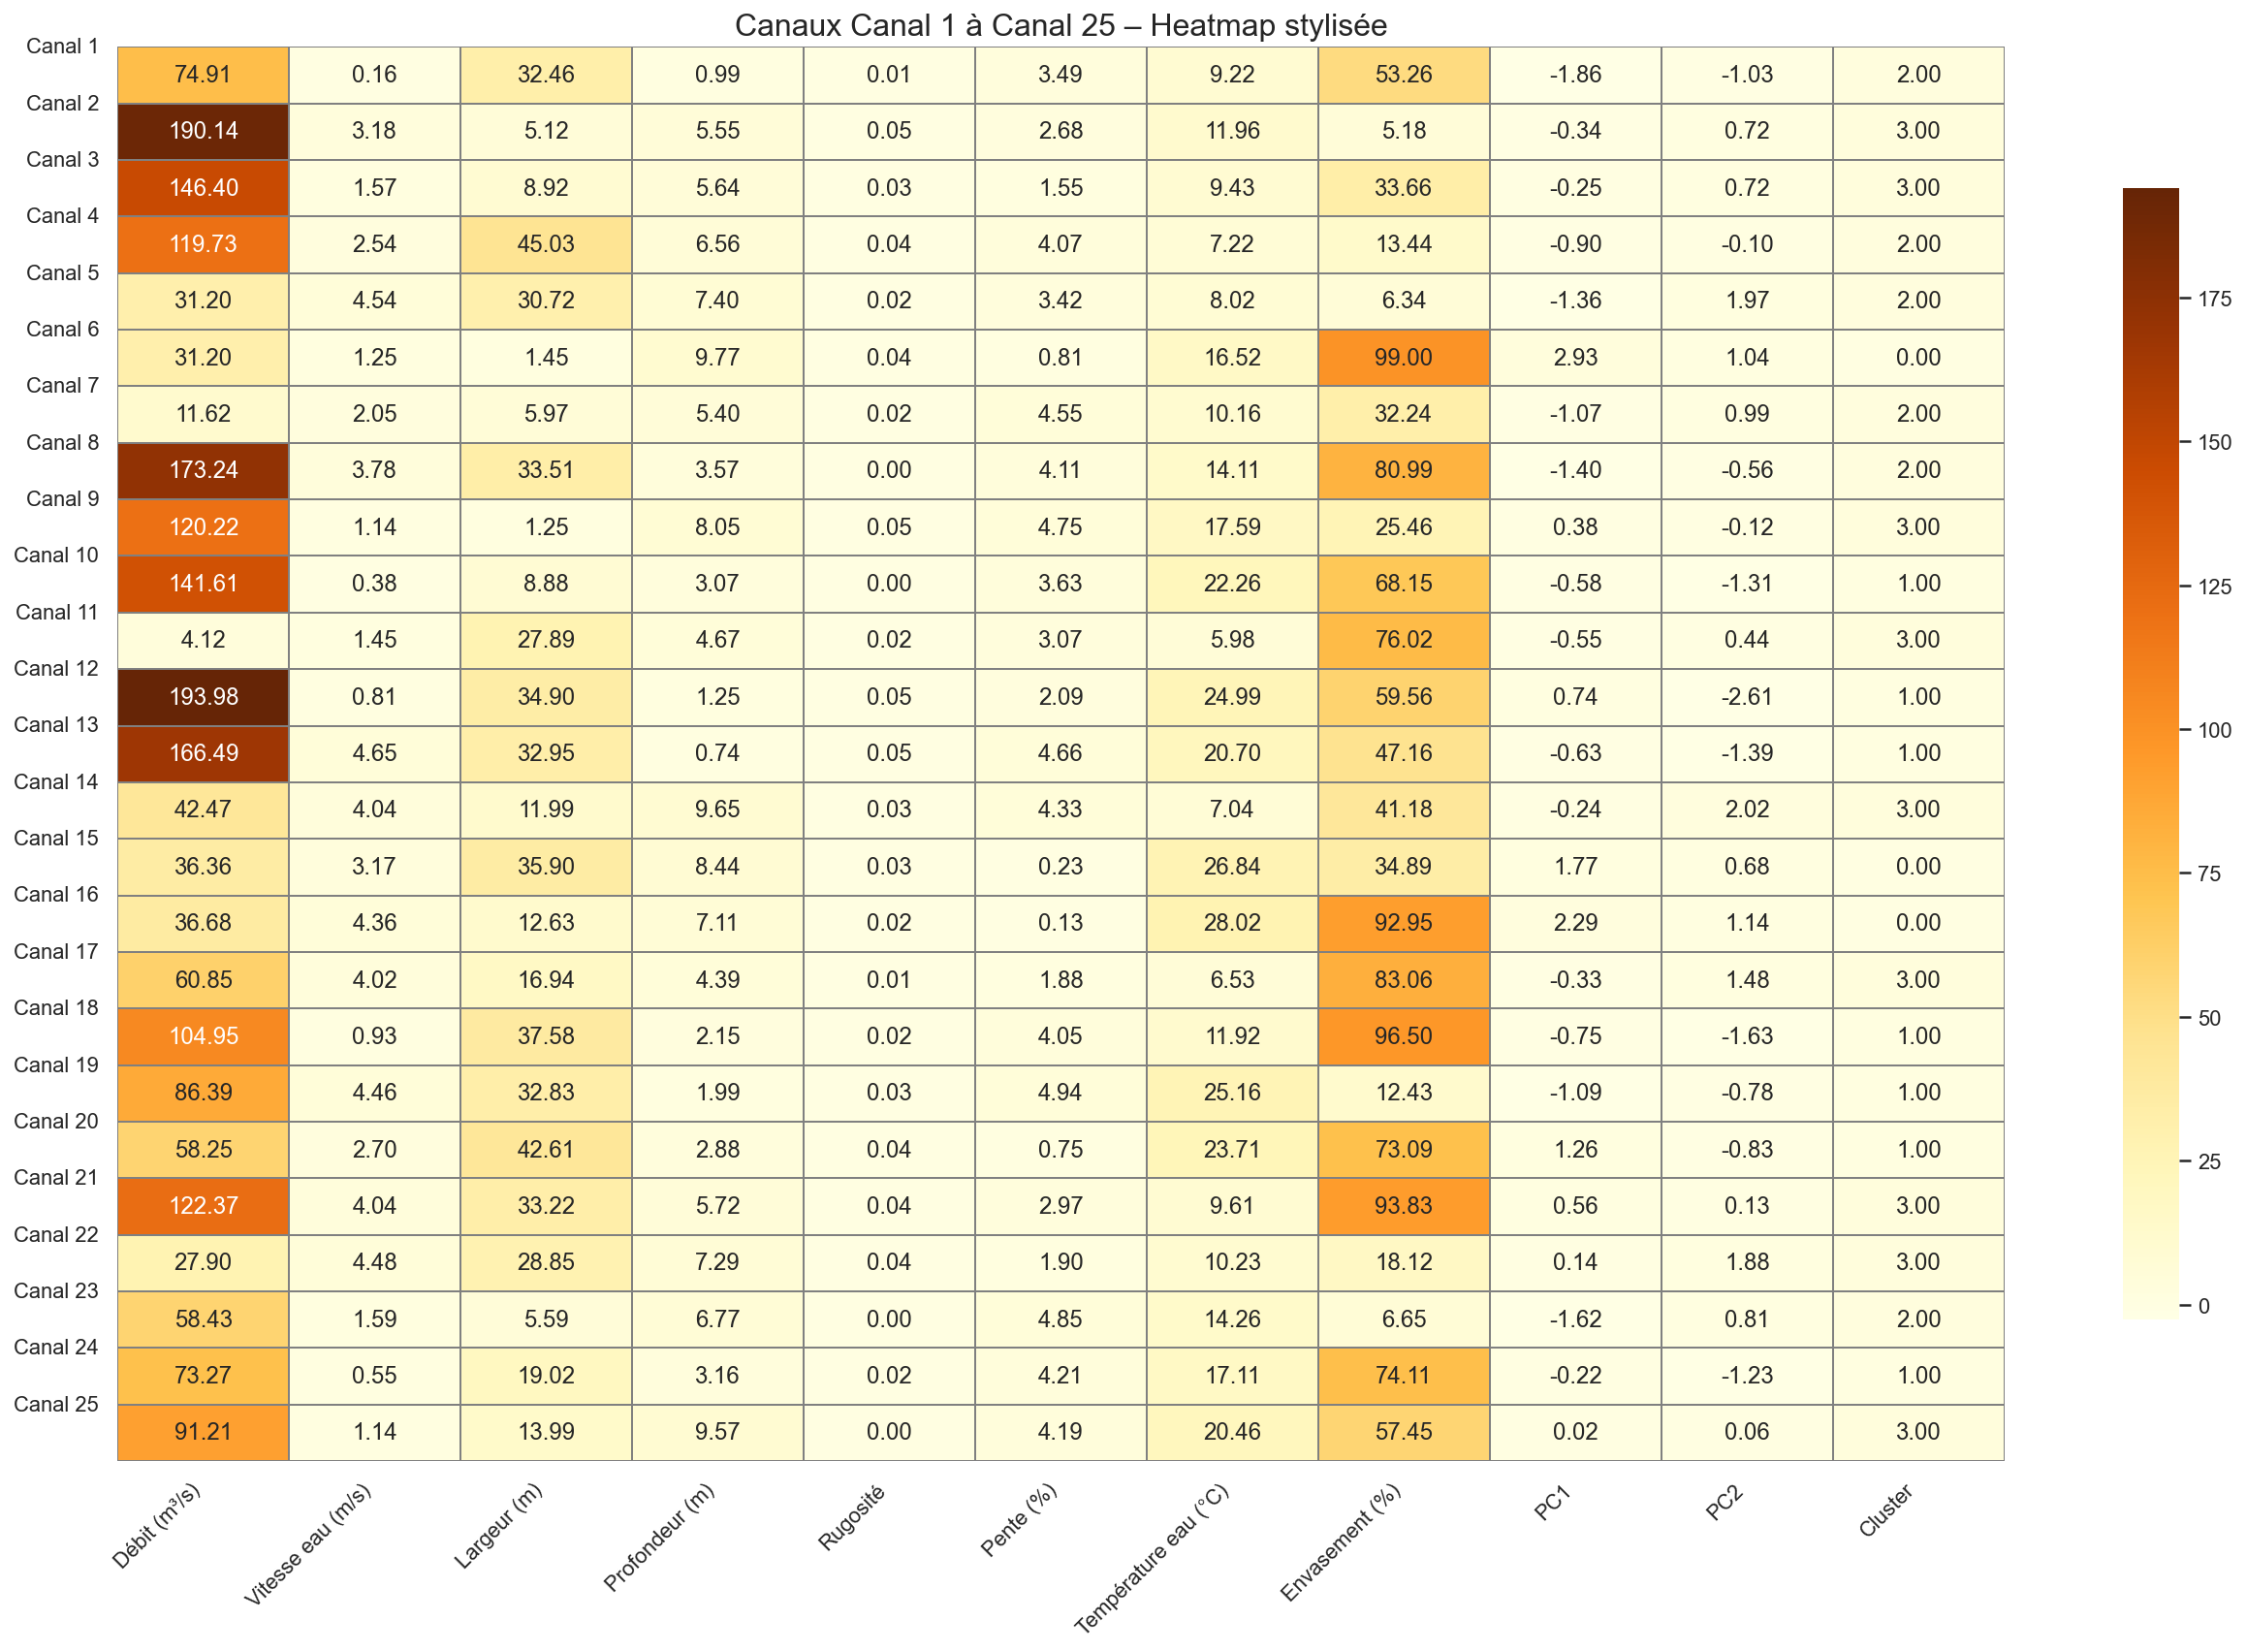 Canaux Canal 1 à Canal 25 – Heatmap stylisée
Canal 1
74.91 0.16 32.46 0.99 0.01 3.49 9.22 53.26 -1.86 -1.03 2.00
Canal 2
190.14 3.18 5.12 5.55 0.05 2.68 11.96 5.18 -0.34 0.72 3.00
Canal 3
146.40 1.57 8.92 5.64 0.03 1.55 9.43 33.66 -0.25 0.72 3.00
Canal 4
119.73 2.54 45.03 6.56 0.04 4.07 7.22 13.44 -0.90 -0.10 2.00
Canal 5
31.20 4.54 30.72 7.40 0.02 3.42 8.02 6.34 -1.36 1.97 2.00
Canal 6
31.20 1.25 1.45 9.77 0.04 0.81 16.52 99.00 2.93 1.04 0.00
Canal 7
11.62 2.05 5.97 5.40 0.02 4.55 10.16 32.24 -1.07 0.99 2.00
Canal 8
173.24 3.78 33.51 3.57 0.00 4.11 14.11 80.99 -1.40 -0.56 2.00
Canal 9
120.22 1.14 1.25 8.05 0.05 4.75 17.59 25.46 0.38 -0.12 3.00
Canal 10
141.61 0.38 8.88 3.07 0.00 3.63 22.26 68.15 -0.58 -1.31 1.00
Canal 11
4.12 1.45 27.89 4.67 0.02 3.07 5.98 76.02 -0.55 0.44 3.00
Canal 12
193.98 0.81 34.90 1.25 0.05 2.09 24.99 59.56 0.74 -2.61 1.00
Canal 13
166.49 4.65 32.95 0.74 0.05 4.66 20.70 47.16 -0.63 -1.39 1.00
Canal 14
42.47 4.04 11.99 9.65 0.03 4.33 7.04 41.18 -0.24 2.02 3.00
Canal 15
36.36 3.17 35.90 8.44 0.03 0.23 26.84 34.89 1.77 0.68 0.00
Canal 16
36.68 4.36 12.63 7.11 0.02 0.13 28.02 92.95 2.29 1.14 0.00
Canal 17
60.85 4.02 16.94 4.39 0.01 1.88 6.53 83.06 -0.33 1.48 3.00
Canal 18
104.95 0.93 37.58 2.15 0.02 4.05 11.92 96.50 -0.75 -1.63 1.00
Canal 19
86.39 4.46 32.83 1.99 0.03 4.94 25.16 12.43 -1.09 -0.78 1.00
Canal 20
58.25 2.70 42.61 2.88 0.04 0.75 23.71 73.09 1.26 -0.83 1.00
Canal 21
122.37 4.04 33.22 5.72 0.04 2.97 9.61 93.83 0.56 0.13 3.00
Canal 22
27.90 4.48 28.85 7.29 0.04 1.90 10.23 18.12 0.14 1.88 3.00
Canal 23
58.43 1.59 5.59 6.77 0.00 4.85 14.26 6.65 -1.62 0.81 2.00
Canal 24
73.27 0.55 19.02 3.16 0.02 4.21 17.11 74.11 -0.22 -1.23 1.00
Canal 25
91.21 1.14 13.99 9.57 0.00 4.19 20.46 57.45 0.02 0.06 3.00
Débit (m³/s)
Vitesse eau (m/s)
Largeur (m)
Profondeur (m)
Rugosité
Pente (%)
Température eau (°C)
Envasement (%)
PC1
PC2
Cluster
175
150
125
100
75
50
25
0